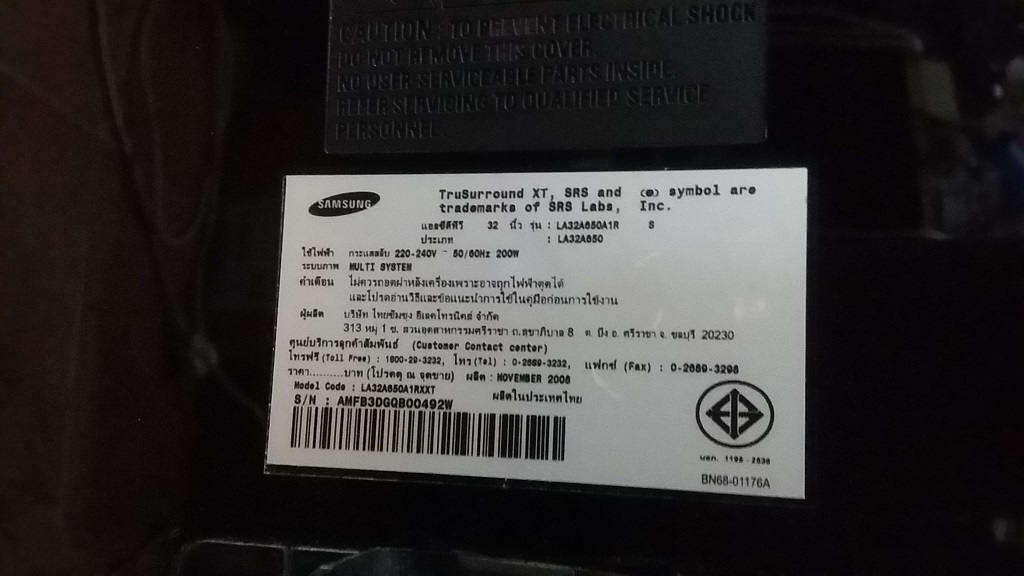 CAUTION : TO PREVENT ELECTRICAL SHOCK
DO NOT REMOVE THIS COVER.
NO USER SERVICEABLE PARTS INSIDE.
REFER SERVICING TO QUALIFIED SERVICE
PERSONNEL.
SAMSUNG
TruSurround XT, SRS and (●) symbol are
trademarks of SRS Labs, Inc.
แอลซีดีทีวี 32 นิ้ว รุ่น : LA32A650A1R S
ประเภท : LA32A650
ใช้ไฟฟ้า กระแสสลับ 220-240V ~ 50/60Hz 200W
ระบบภาพ MULTI SYSTEM
คำเตือน ไม่ควรถอดฝาหลังเครื่องเพราะอาจถูกไฟฟ้าดูดได้
และโปรดอ่านวิธีและข้อแนะนำการใช้ในคู่มือก่อนการใช้งาน
ผู้ผลิต บริษัท ไทยซัมซุง อิเลคโทรนิคส์ จำกัด
313 หมู่ 1 ซ. สวนอุตสาหกรรมศรีราชา ถ.สุขาภิบาล 8 ต. บึง อ. ศรีราชา จ. ชลบุรี 20230
ศูนย์บริการลูกค้าสัมพันธ์ (Customer Contact center)
โทรฟรี (Toll Free) : 1800-29-3232, โทร (Tel) : 0-2689-3232, แฟกซ์ (Fax) : 0-2689-3298
ราคา..........บาท (โปรดดู ณ จุดขาย) ผลิต : NOVEMBER 2008
Model Code : LA32A650A1RXXT ผลิตในประเทศไทย
S/N : AMFB3DGQB00492W
มอก. 1195 - 2536
BN68-01176A